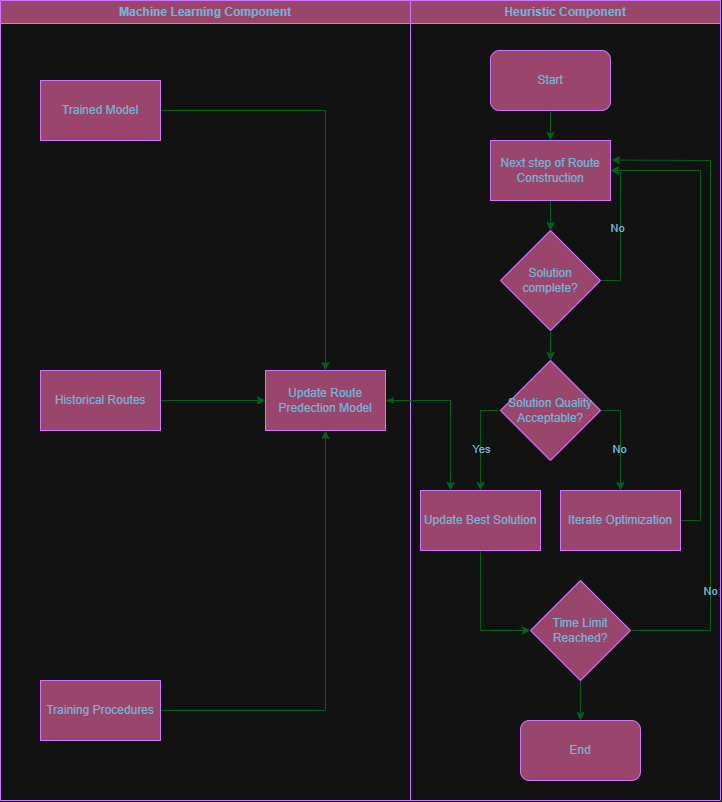 Machine Learning Component
Heuristic Component
Start
Trained Model
Next step of Route
Construction
No
Solution
complete?
Historical Routes
Update Route
Predection Model
Solution Quality
Acceptable?
Yes
No
Update Best Solution
Iterate Optimization
No
Time Limit
Reached?
Training Procedures
End